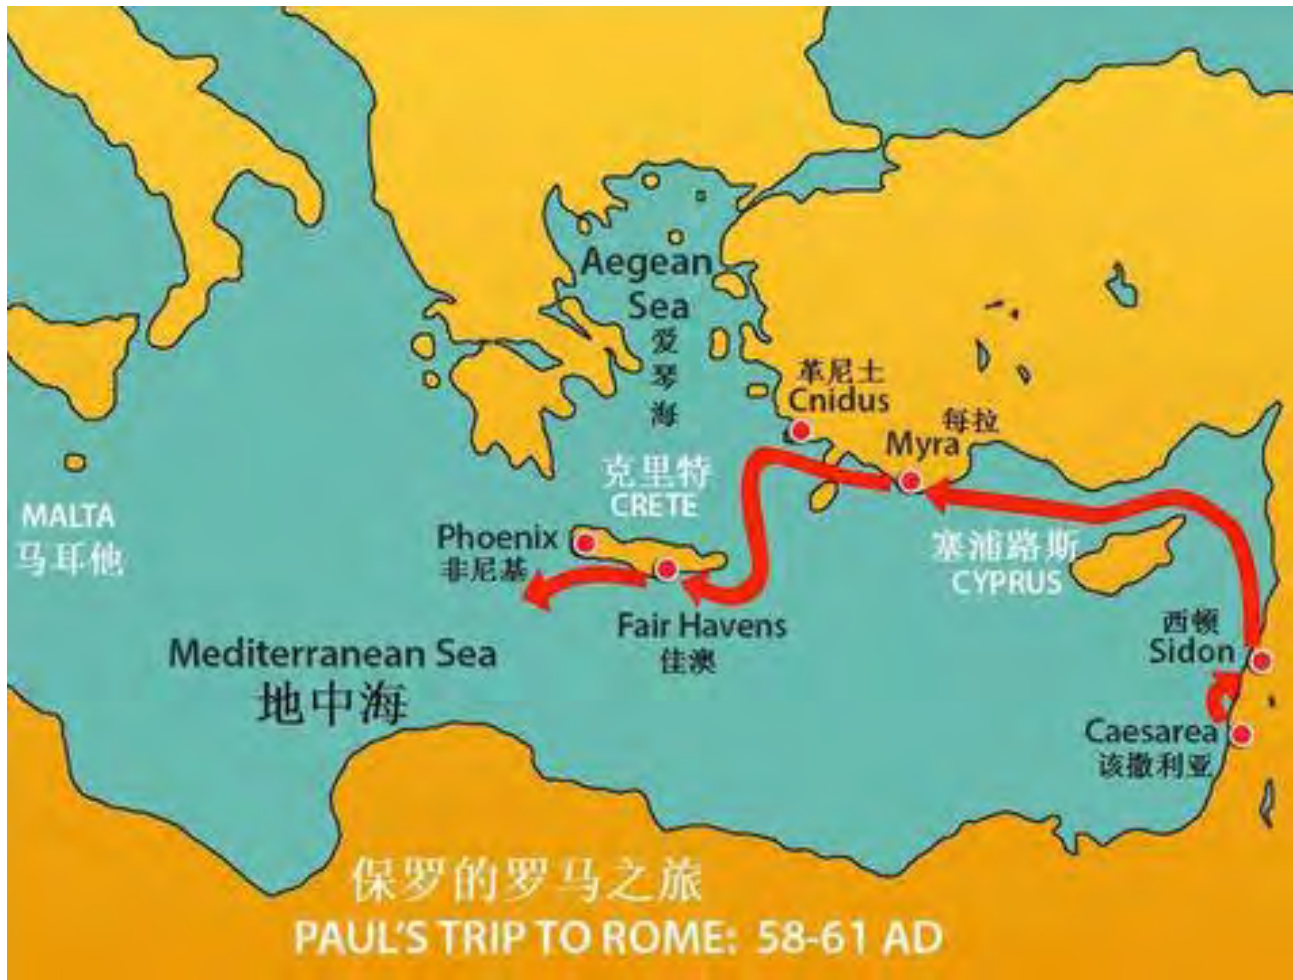 Aegean
Sea
爱
琴
海
革尼士
Cnidus
每拉
Myra
克里特
CRETE
MALTA
马耳他
Phoenix
非尼基
塞浦路斯
CYPRUS
Fair Havens
佳澳
西顿
Sidon
Mediterranean Sea
地中海
Caesarea
该撒利亚
保罗的罗马之旅
PAUL'S TRIP TO ROME: 58-61 AD